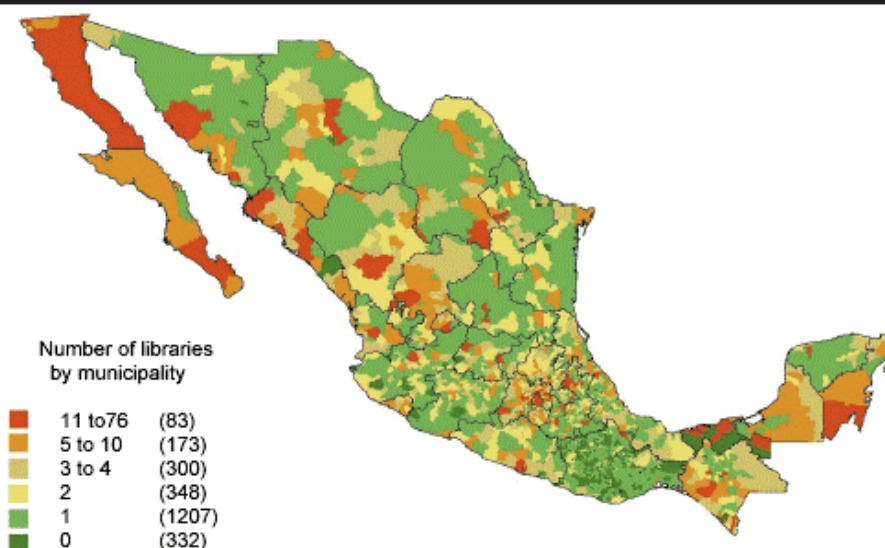 Number of libraries
by municipality
11 to76 (83)
5 to 10 (173)
3 to 4 (300)
2 (348)
1 (1207)
0 (332)